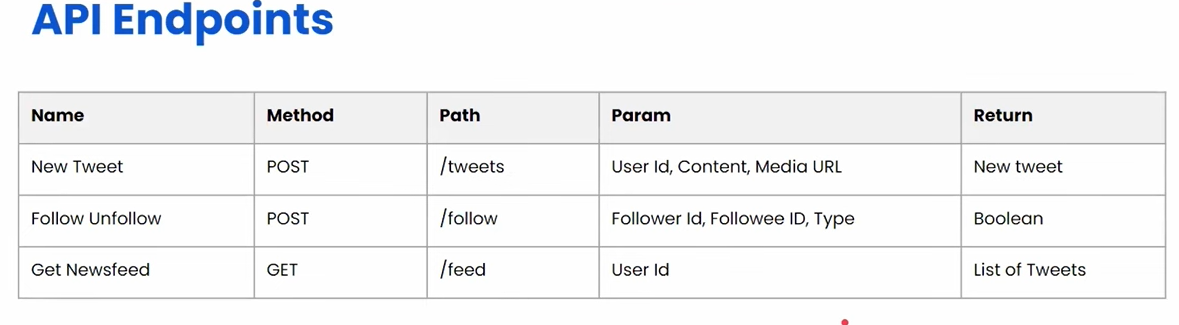 API Endpoints
Name Method Path Param Return
New Tweet POST /tweets User Id, Content, Media URL New tweet
Follow Unfollow POST /follow Follower Id, Followee ID, Type Boolean
Get Newsfeed GET /feed User Id List of Tweets